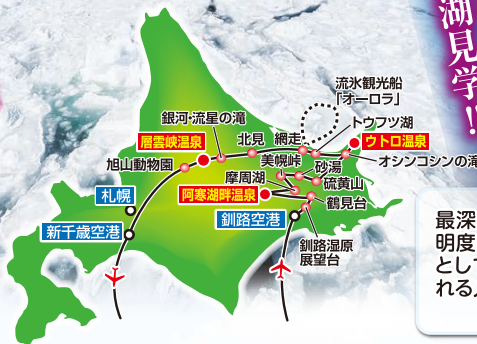 湖見学!!
流氷観光船
「オーロラ」
銀河・流星の滝
トウフツ湖
層雲峡温泉
北見
網走
ウトロ温泉
旭山動物園
美幌峠
砂湯
オシンコシンの滝
摩周湖
硫黄山
札幌
阿寒湖畔温泉
鶴見台
新千歳空港
釧路空港
釧路湿原
展望台
最深
明度
として
れる